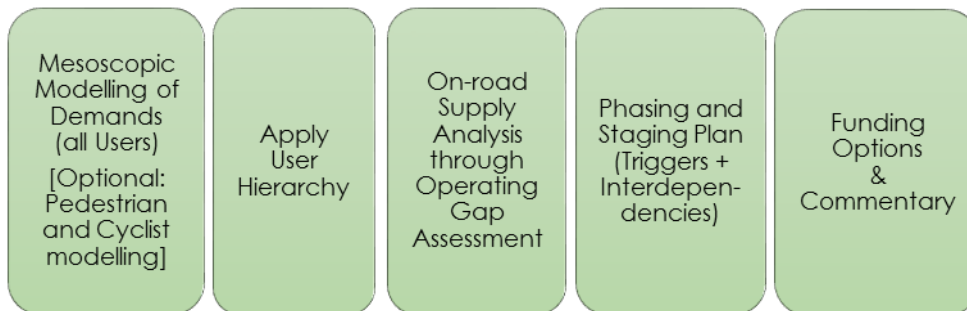 Mesoscopic
Modelling of
Demands
(all Users)
[Optional:
Pedestrian
and Cyclist
modelling]
Apply
User
Hierarchy
On-road
Supply
Analysis
through
Operating
Gap
Assessment
Phasing and
Staging Plan
(Triggers +
Interdepen-
dencies)
Funding
Options
&
Commentary